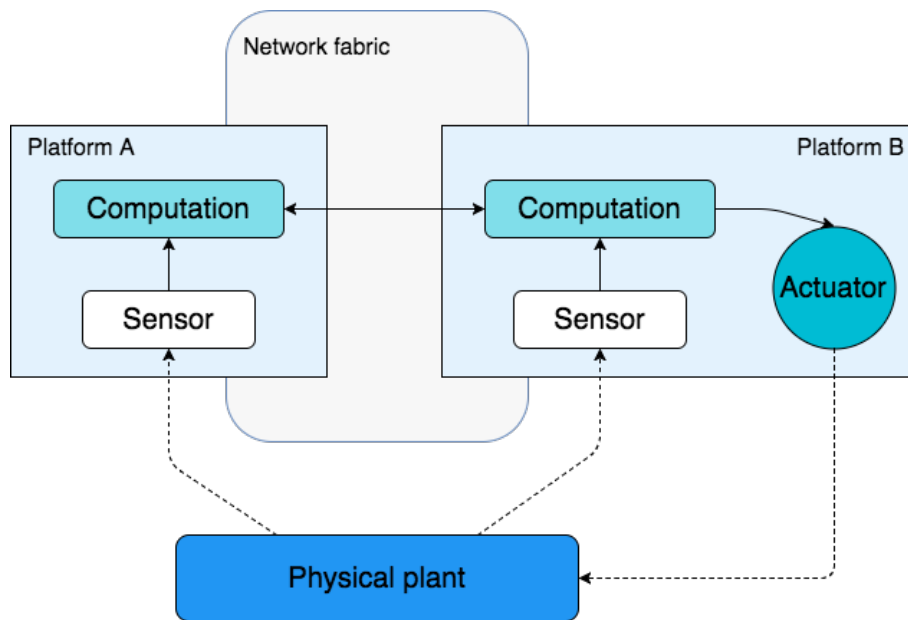 Network fabric
Platform A
Platform B
Computation
Computation
Sensor
Sensor
Actuator
Physical plant